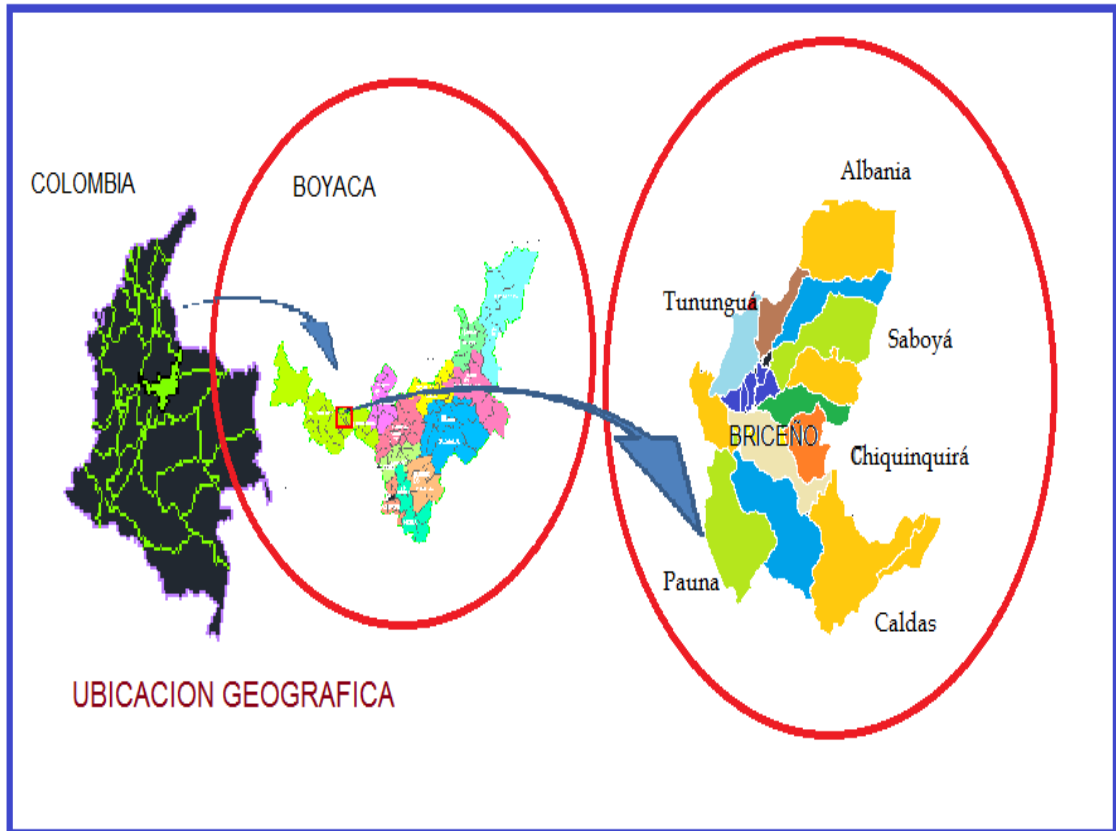 COLOMBIA
BOYACA
Albania
Tununguá
Saboyá
BRICEÑO
Chiquinquirá
Pauna
Caldas
UBICACION GEOGRAFICA